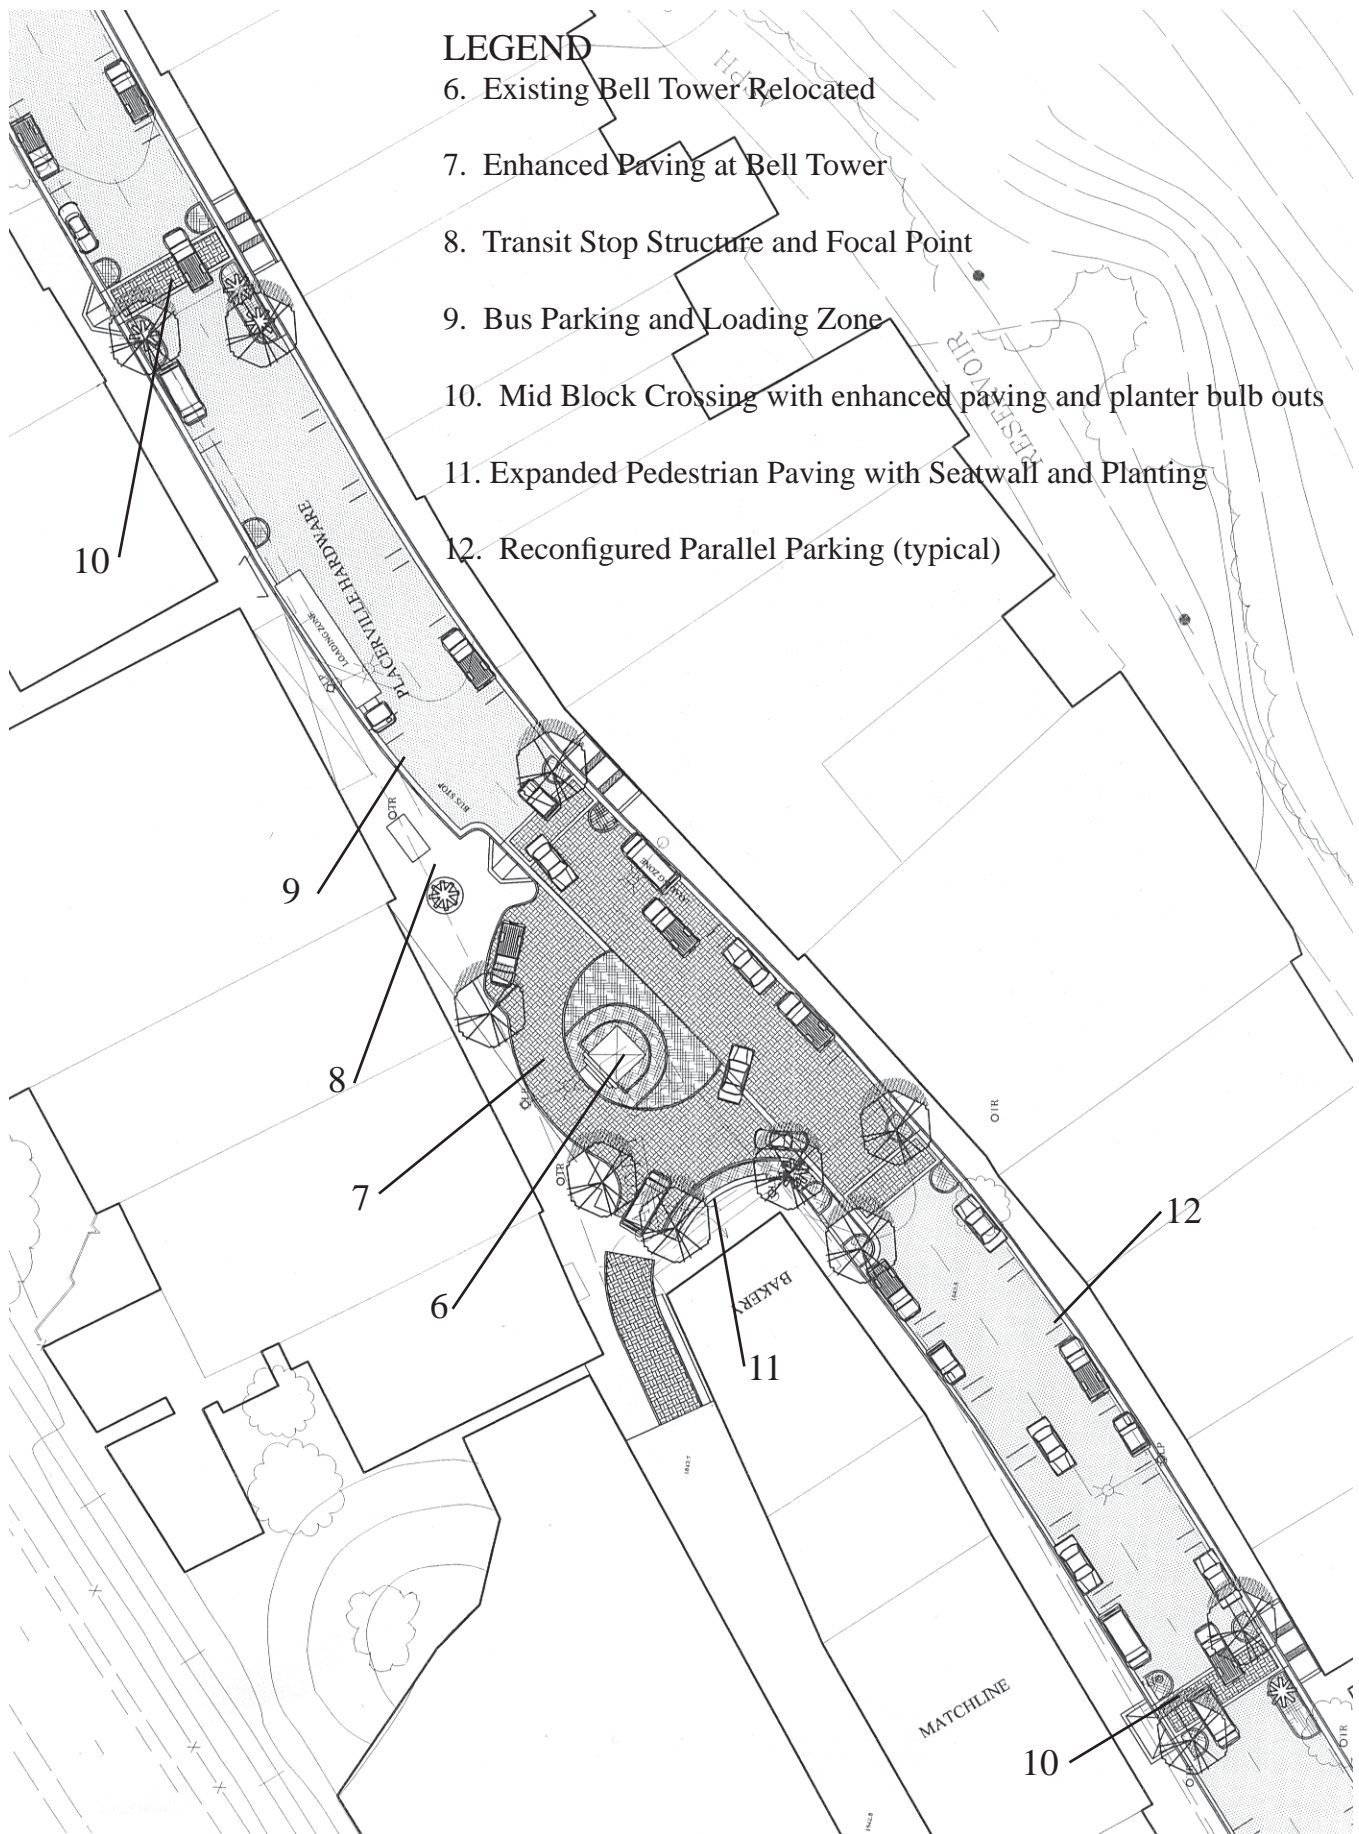 LEGEND
6. Existing Bell Tower Relocated
7. Enhanced Paving at Bell Tower
8. Transit Stop Structure and Focal Point
9. Bus Parking and Loading Zone
10. Mid Block Crossing with enhanced paving and planter bulb outs
11. Expanded Pedestrian Paving with Seatwall and Planting
12. Reconfigured Parallel Parking (typical)
RESERVOIR
PLACERVILLE HARDWARE
LOADING ZONE
10
BUS STOP
9
8
7
6
BAKERY
11
12
MATCHLINE
10